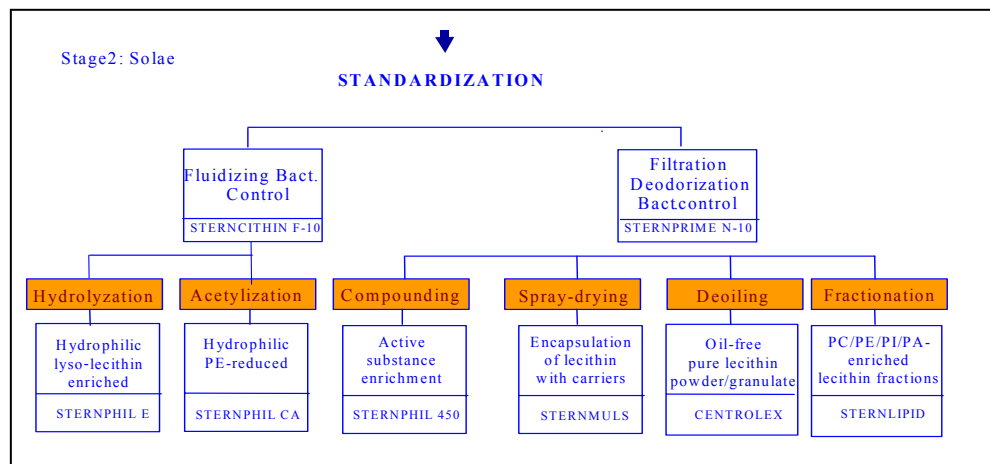 Stage2: Solae
STANDARDIZATION
Fluidizing Bact.
Control
STERNCITHIN F-10
Filtration
Deodorization
Bact.control
STERNPRIME N-10
Hydrolyzation
Acetylization
Compounding
Spray-drying
Deoiling
Fractionation
Hydrophilic
lyso-lecithin
enriched
STERNPHIL E
Hydrophilic
PE-reduced
STERNPHIL CA
Active
substance
enrichment
STERNPHIL 450
Encapsulation
of lecithin
with carriers
STERNMULS
Oil-free
pure lecithin
powder/granulate
CENTROLEX
PC/PE/PI/PA-
enriched
lecithin fractions
STERNLIPID